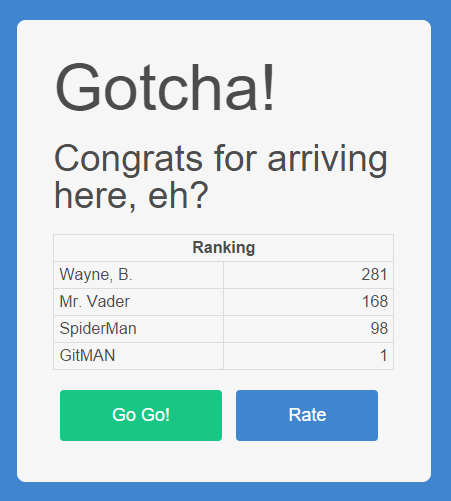 Gotcha!
Congrats for arriving
here, eh?
Ranking
Wayne, B. 281
Mr. Vader 168
SpiderMan 98
GitMAN 1
Go Go! Rate